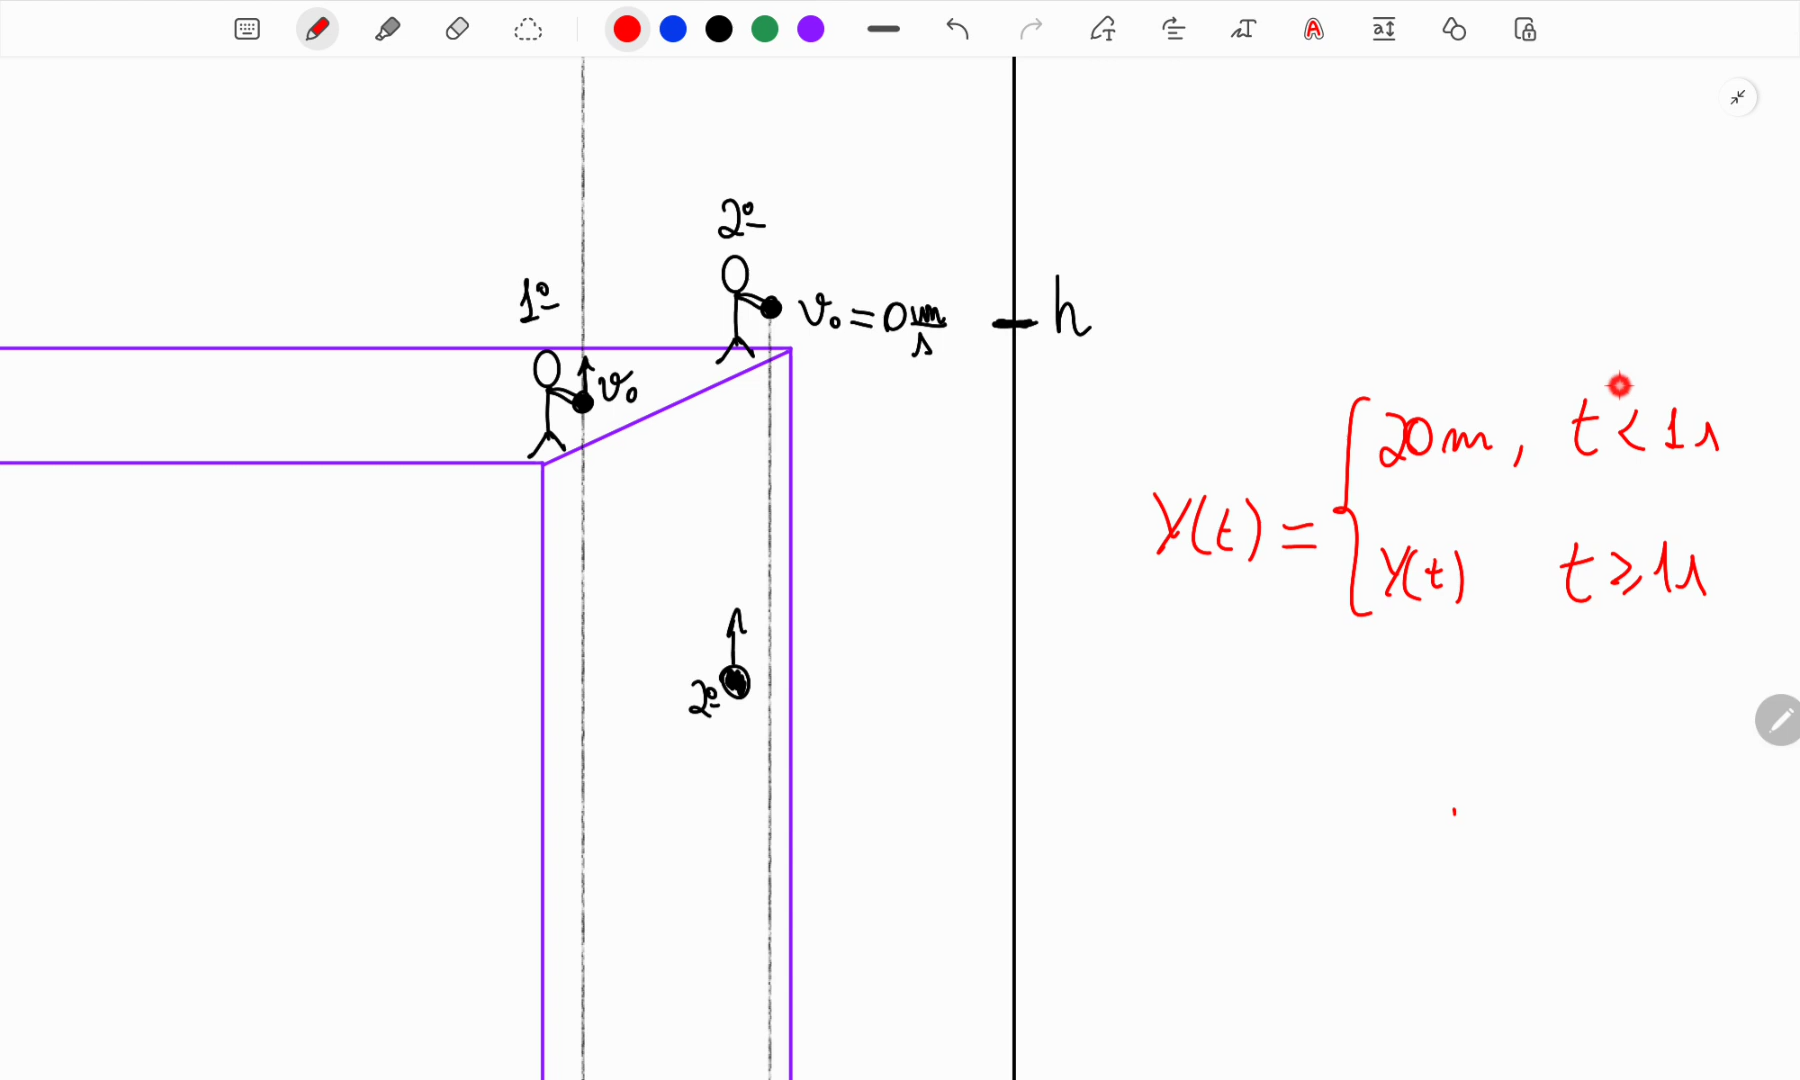 2º
1º
v₀ = 0 m/s
h
v₀
20m, t < 1s
Y(t) =
Y(t) t ≥ 1s
2º